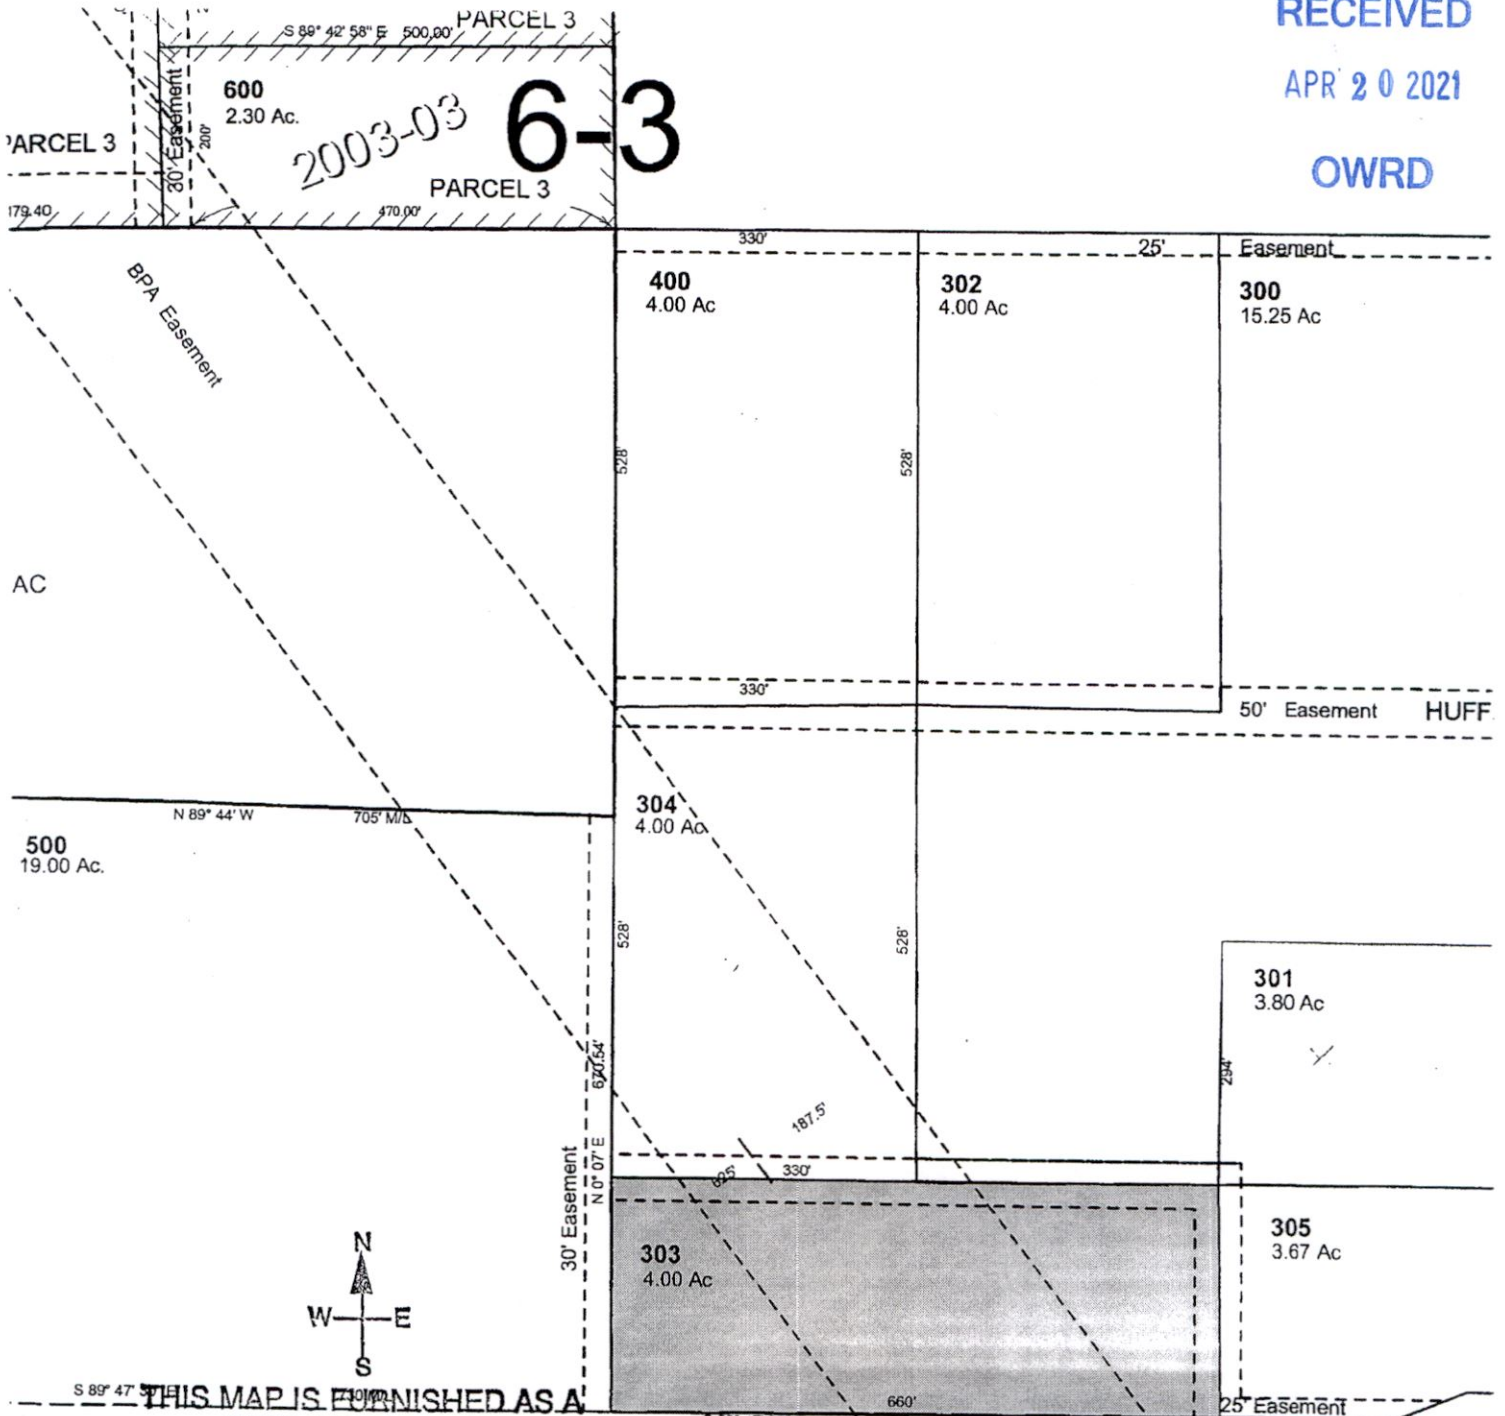 RECEIVED
APR 20 2021
OWRD
PARCEL 3
S 89° 42' 58" E 500.00'
600
2.30 Ac.
2003-03
6-3
30' Easement
200'
PARCEL 3
PARCEL 3
470.00'
179.40
330'
25' Easement
BPA Easement
400
4.00 Ac
302
4.00 Ac
300
15.25 Ac
528'
528'
AC
330'
50' Easement HUFF
304
4.00 Ac
N 89° 44' W 705' M/L
500
19.00 Ac.
528'
528'
301
3.80 Ac
294'
670.54'
N 0° 07' E
187.5'
330'
30' Easement
303
4.00 Ac
305
3.67 Ac
N
W E
S
S 89° 47'
THIS MAP IS FURNISHED AS A
660'
25' Easement